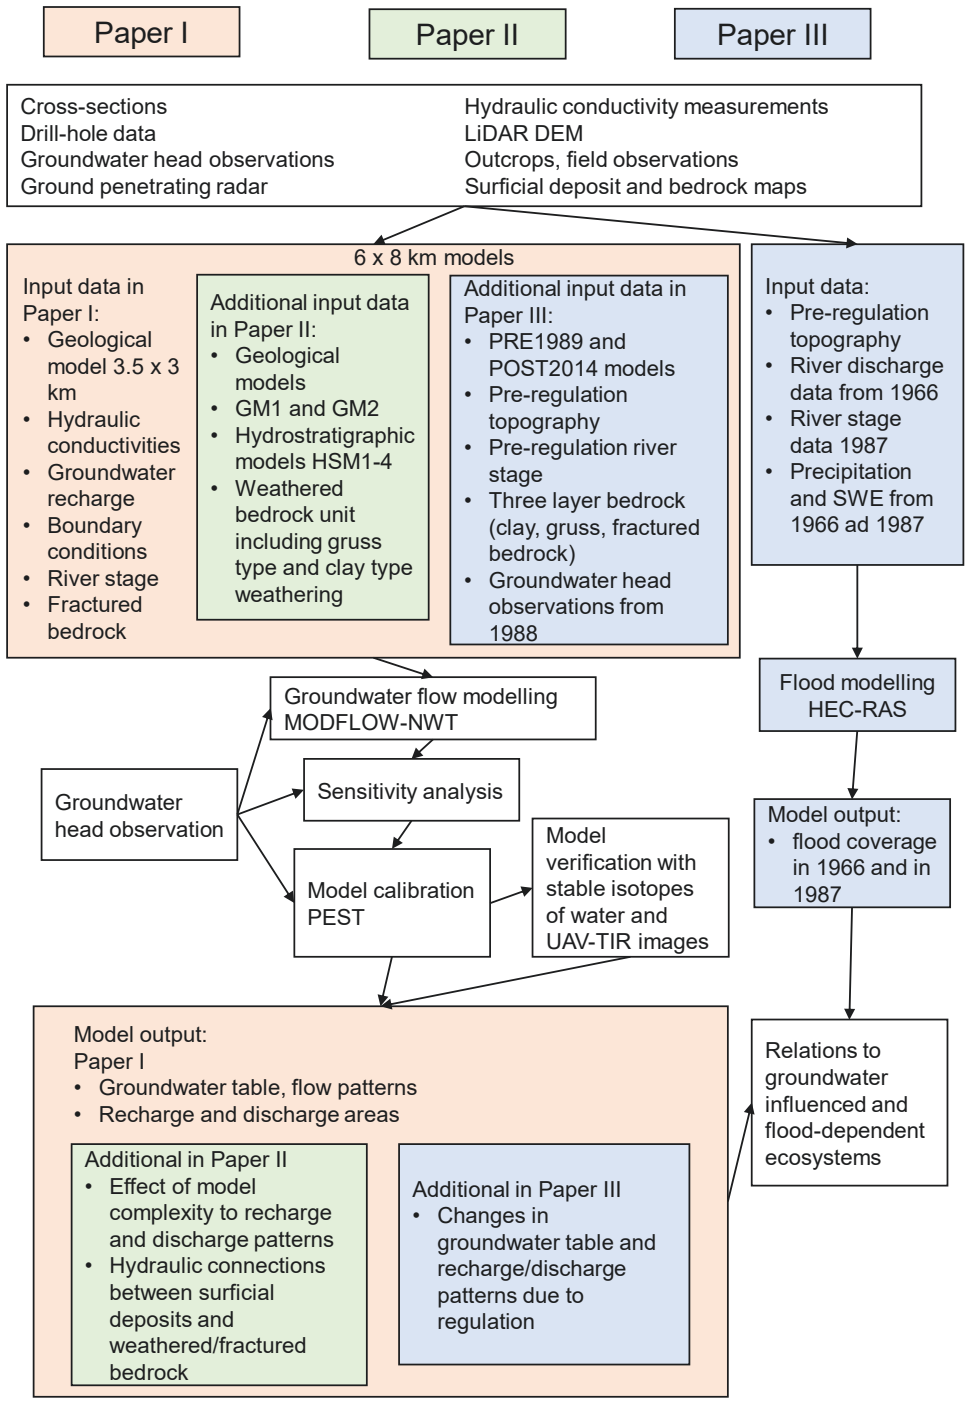 Paper I
Paper II
Paper III
Cross-sections
Drill-hole data
Groundwater head observations
Ground penetrating radar
Hydraulic conductivity measurements
LiDAR DEM
Outcrops, field observations
Surficial deposit and bedrock maps
6 x 8 km models
Input data in
Paper I:
• Geological
model 3.5 x 3
km
• Hydraulic
conductivities
• Groundwater
recharge
• Boundary
conditions
• River stage
• Fractured
bedrock
Additional input data
in Paper II:
• Geological
models
• GM1 and GM2
• Hydrostratigraphic
models HSM1-4
• Weathered
bedrock unit
including gruss
type and clay type
weathering
Additional input data in
Paper III:
• PRE1989 and
POST2014 models
• Pre-regulation
topography
• Pre-regulation river
stage
• Three layer bedrock
(clay, gruss, fractured
bedrock)
• Groundwater head
observations from
1988
Input data:
• Pre-regulation
topography
• River discharge
data from 1966
• River stage
data 1987
• Precipitation
and SWE from
1966 ad 1987
Groundwater flow modelling
MODFLOW-NWT
Flood modelling
HEC-RAS
Sensitivity analysis
Groundwater
head observation
Model calibration
PEST
Model
verification with
stable isotopes
of water and
UAV-TIR images
Model output:
• flood coverage
in 1966 and in
1987
Model output:
Paper I
• Groundwater table, flow patterns
• Recharge and discharge areas
Additional in Paper II
• Effect of model
complexity to recharge
and discharge patterns
• Hydraulic connections
between surficial
deposits and
weathered/fractured
bedrock
Additional in Paper III
• Changes in
groundwater table and
recharge/discharge
patterns due to
regulation
Relations to
groundwater
influenced and
flood-dependent
ecosystems